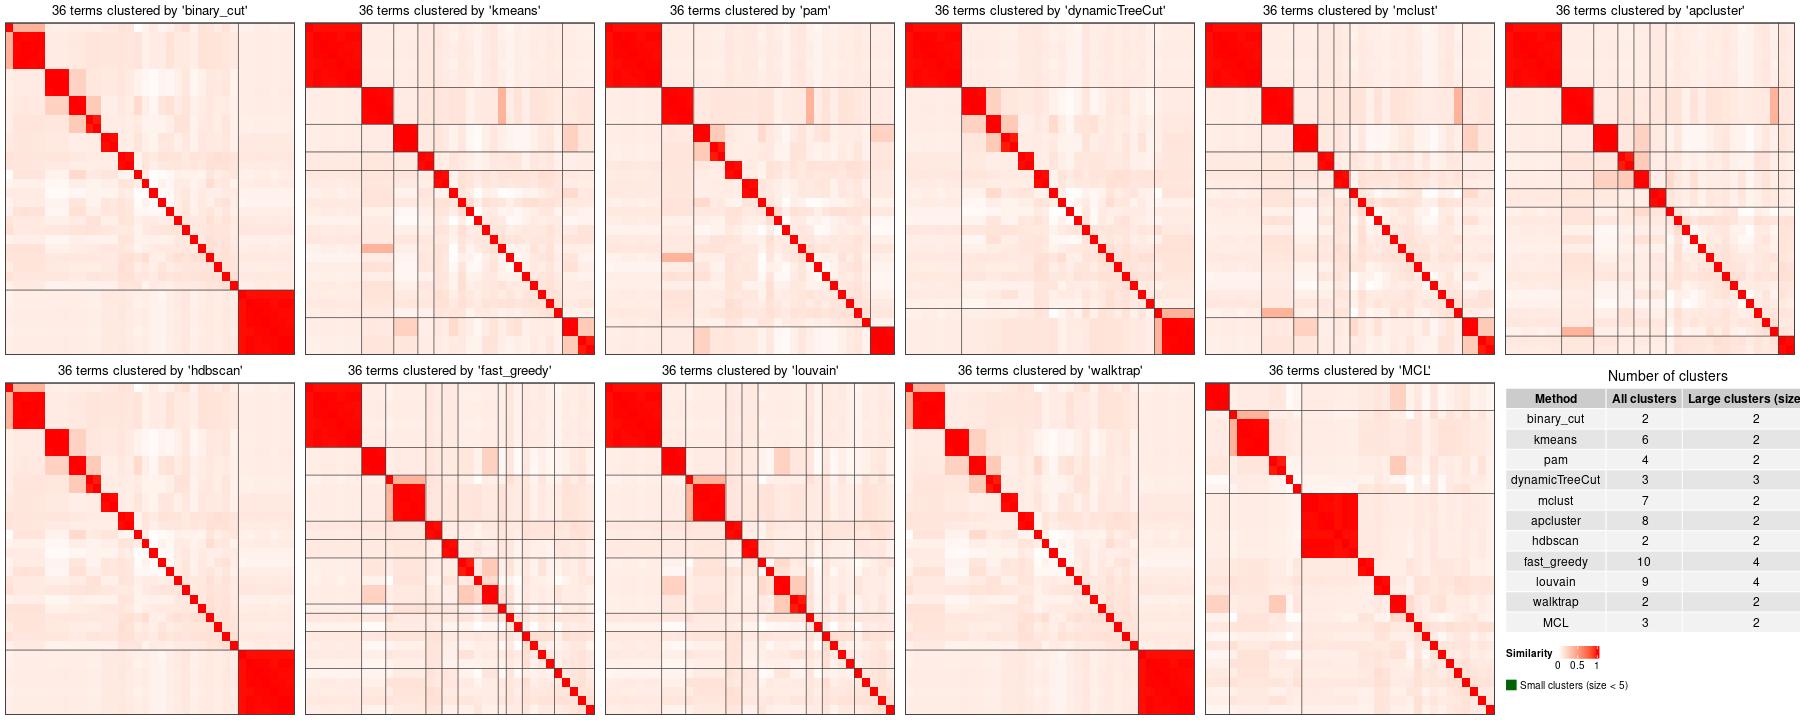 36 terms clustered by 'binary_cut'
36 terms clustered by 'kmeans'
36 terms clustered by 'pam'
36 terms clustered by 'dynamicTreeCut'
36 terms clustered by 'mclust'
36 terms clustered by 'apcluster'
36 terms clustered by 'hdbscan'
36 terms clustered by 'fast_greedy'
36 terms clustered by 'louvain'
36 terms clustered by 'walktrap'
36 terms clustered by 'MCL'
Number of clusters
Method All clusters Large clusters (size
binary_cut 2 2
kmeans 6 2
pam 4 2
dynamicTreeCut 3 3
mclust 7 2
apcluster 8 2
hdbscan 2 2
fast_greedy 10 4
louvain 9 4
walktrap 2 2
MCL 3 2
Similarity
0 0.5 1
Small clusters (size < 5)